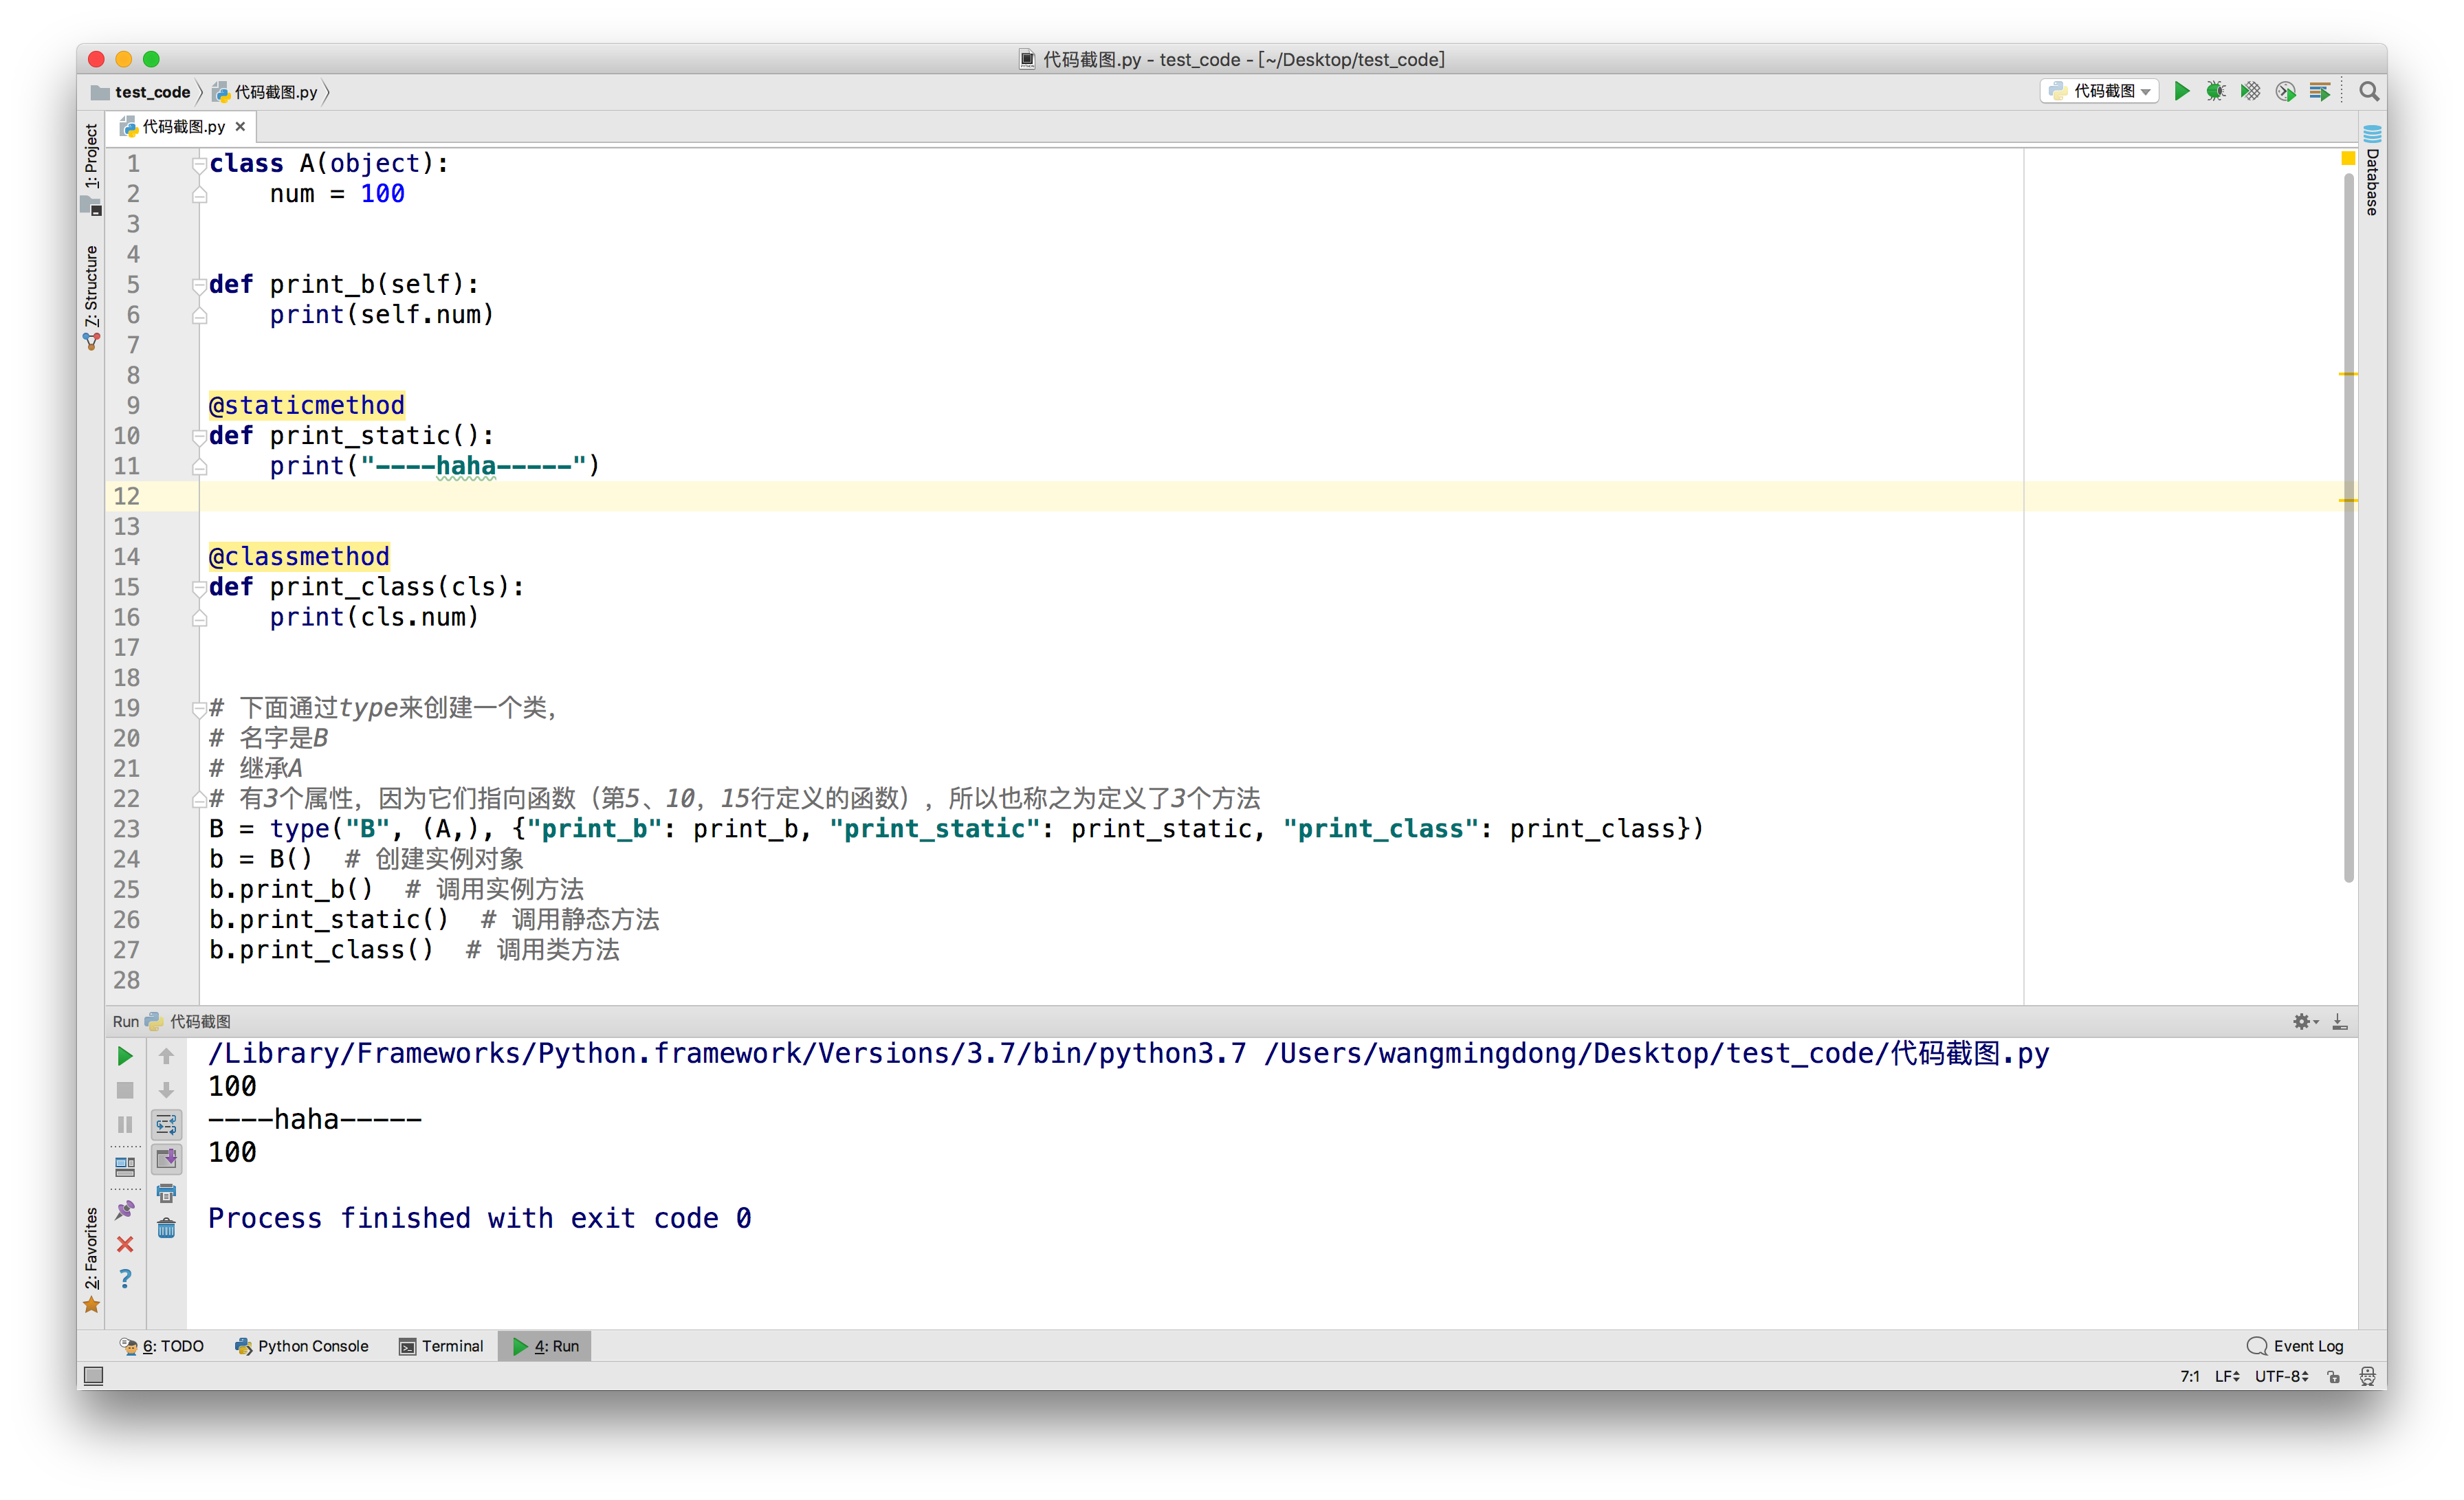 代码截图.py - test_code - [~/Desktop/test_code]
test_code 代码截图.py 代码截图
1: Project
7: Structure
2: Favorites
Database
代码截图.py
1 class A(object):
2     num = 100
3
4
5 def print_b(self):
6     print(self.num)
7
8
9 @staticmethod
10 def print_static():
11     print("----haha-----")
12
13
14 @classmethod
15 def print_class(cls):
16     print(cls.num)
17
18
19 # 下面通过type来创建一个类，
20 # 名字是B
21 # 继承A
22 # 有3个属性，因为它们指向函数（第5、10，15行定义的函数），所以也称之为定义了3个方法
23 B = type("B", (A,), {"print_b": print_b, "print_static": print_static, "print_class": print_class})
24 b = B()  # 创建实例对象
25 b.print_b()  # 调用实例方法
26 b.print_static()  # 调用静态方法
27 b.print_class()  # 调用类方法
28
Run 代码截图
/Library/Frameworks/Python.framework/Versions/3.7/bin/python3.7 /Users/wangmingdong/Desktop/test_code/代码截图.py
100
----haha-----
100
Process finished with exit code 0
6: TODO Python Console Terminal 4: Run Event Log
7:1 LF UTF-8